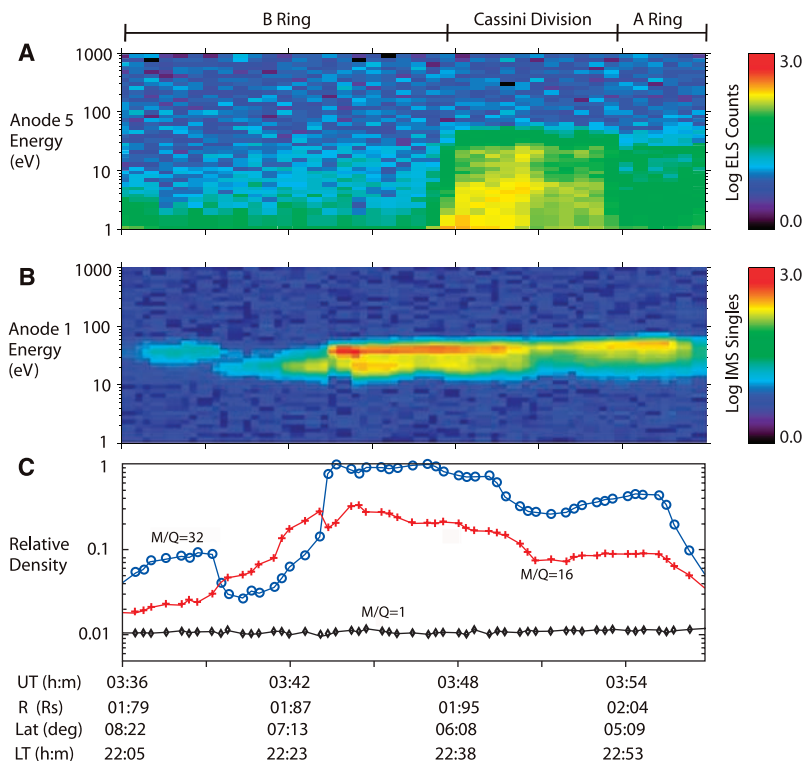 B Ring Cassini Division A Ring
A
1000
100
10
1
Anode 5
Energy
(eV)
3.0
0.0
Log ELS Counts
B
1000
100
10
1
Anode 1
Energy
(eV)
3.0
0.0
Log IMS Singles
C
1
0.1
0.01
Relative
Density
M/Q=32
M/Q=16
M/Q=1
UT (h:m) 03:36 03:42 03:48 03:54
R (Rs) 01:79 01:87 01:95 02:04
Lat (deg) 08:22 07:13 06:08 05:09
LT (h:m) 22:05 22:23 22:38 22:53